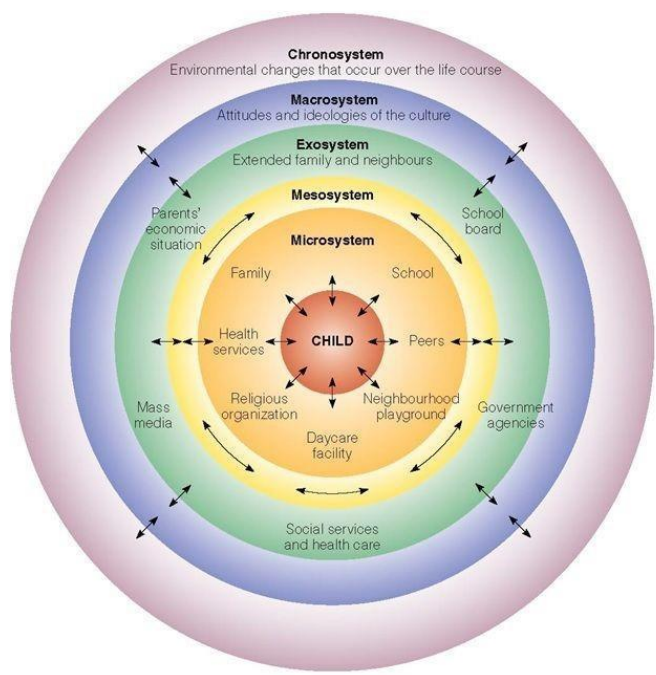 Chronosystem
Environmental changes that occur over the life course
Macrosystem
Attitudes and ideologies of the culture
Exosystem
Extended family and neighbours
Mesosystem
Parents'
economic
situation
School
board
Microsystem
Family
School
Health
services
CHILD
Peers
Religious
organization
Neighbourhood
playground
Mass
media
Government
agencies
Daycare
facility
Social services
and health care